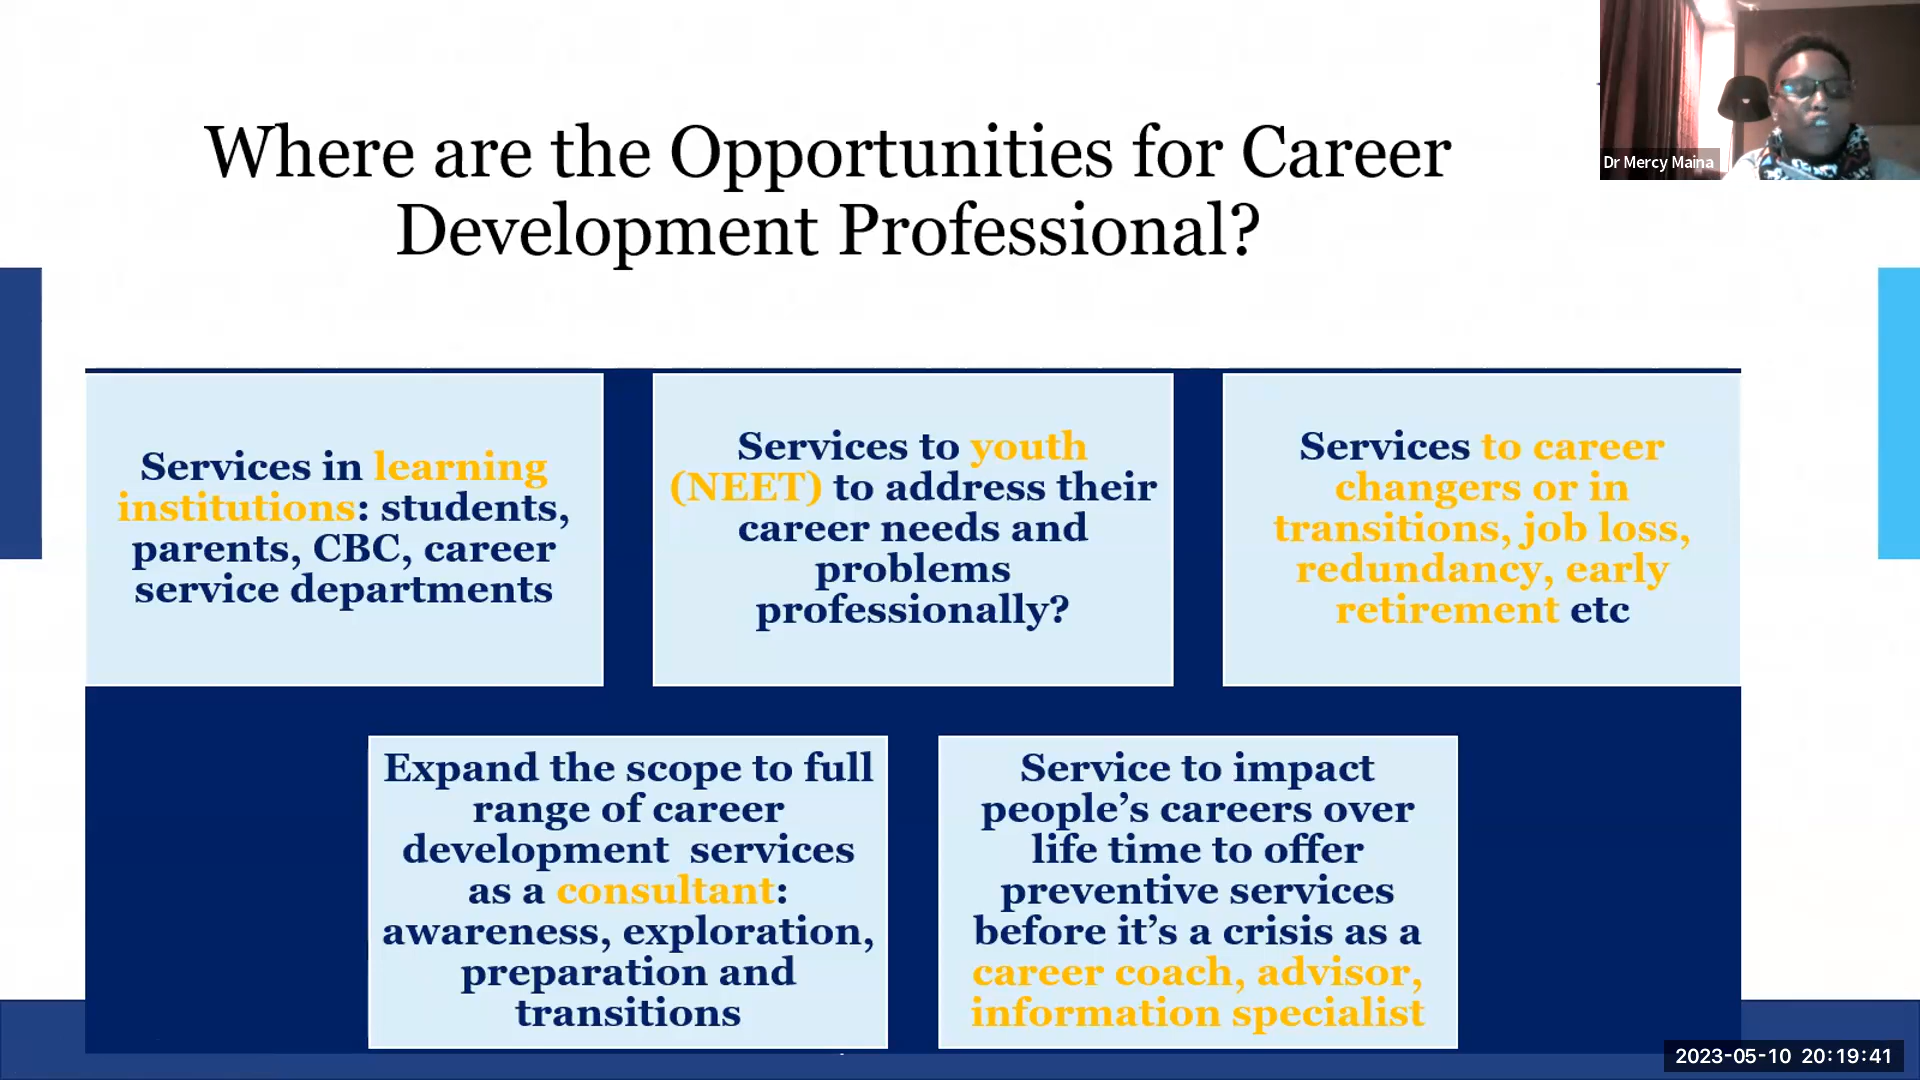 Where are the Opportunities for Career
Development Professional?
Dr Mercy Maina
Services in learning
institutions: students,
parents, CBC, career
service departments
Services to youth
(NEET) to address their
career needs and
problems
professionally?
Services to career
changers or in
transitions, job loss,
redundancy, early
retirement etc
Expand the scope to full
range of career
development  services
as a consultant:
awareness, exploration,
preparation and
transitions
Service to impact
people’s careers over
life time to offer
preventive services
before it’s a crisis as a
career coach, advisor,
information specialist
2023-05-10 20:19:41